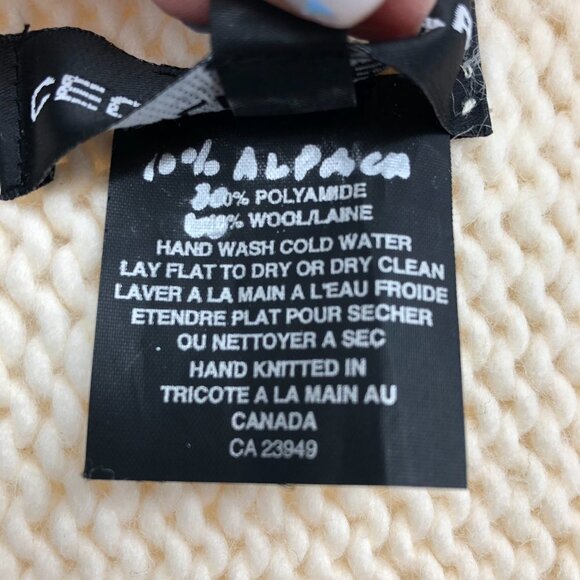 CEC
10% ALPACA
30% POLYAMIDE
% WOOL/LAINE
HAND WASH COLD WATER
LAY FLAT TO DRY OR DRY CLEAN
LAVER A LA MAIN A L'EAU FROIDE
ETENDRE PLAT POUR SECHER
OU NETTOYER A SEC
HAND KNITTED IN
TRICOTE A LA MAIN AU
CANADA
CA 23949